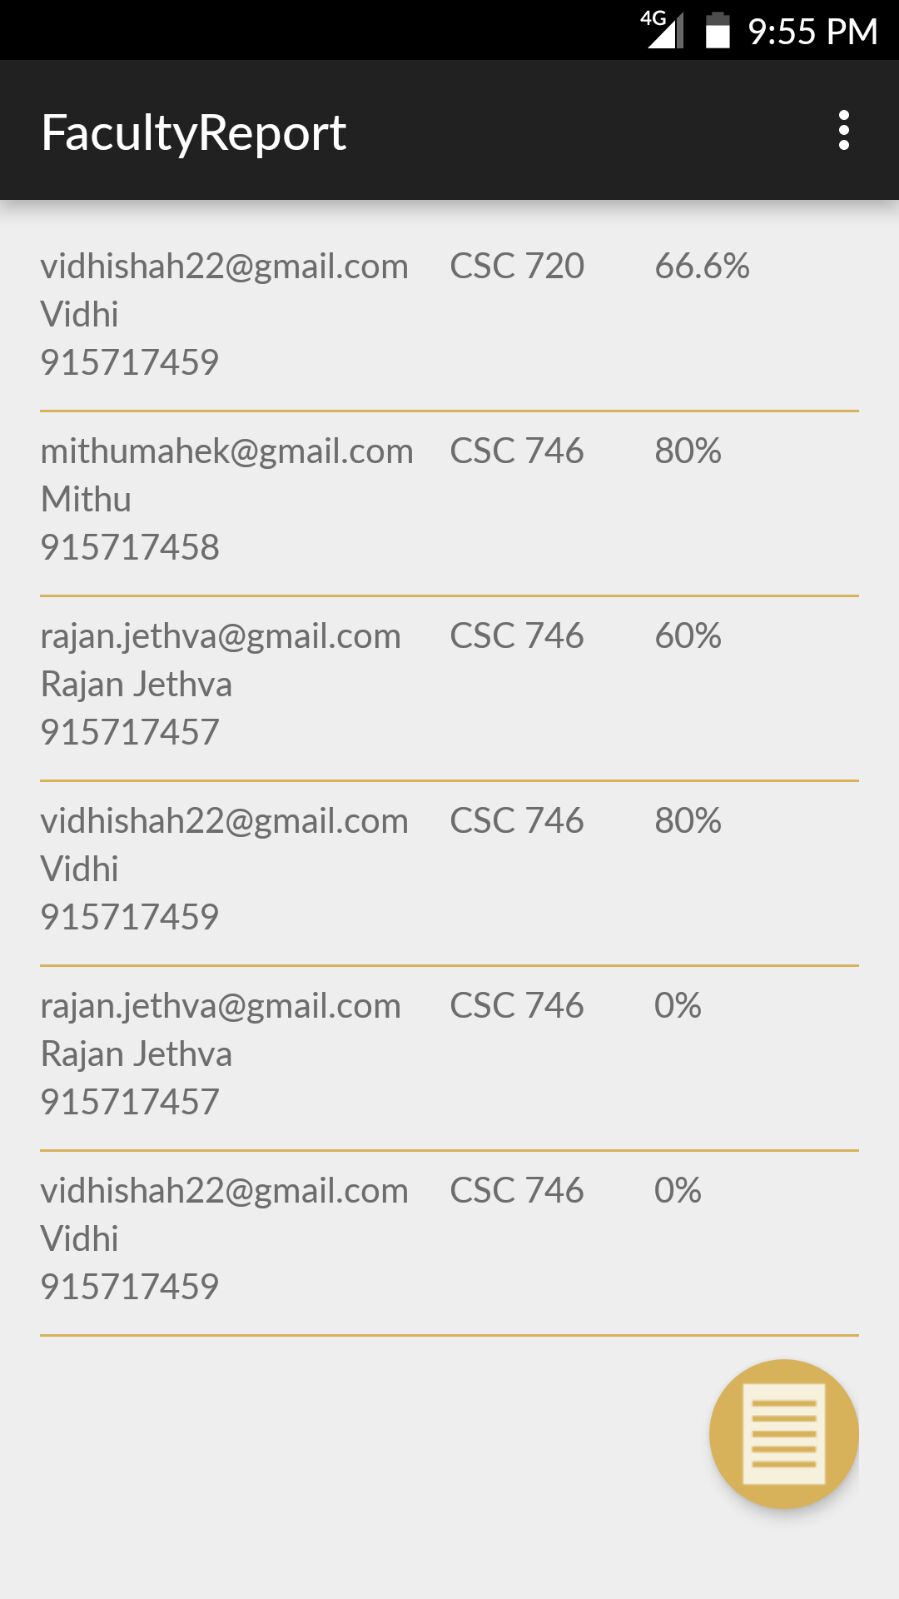 4G 9:55 PM
FacultyReport
vidhishah22@gmail.com CSC 720 66.6%
Vidhi
915717459
mithumahek@gmail.com CSC 746 80%
Mithu
915717458
rajan.jethva@gmail.com CSC 746 60%
Rajan Jethva
915717457
vidhishah22@gmail.com CSC 746 80%
Vidhi
915717459
rajan.jethva@gmail.com CSC 746 0%
Rajan Jethva
915717457
vidhishah22@gmail.com CSC 746 0%
Vidhi
915717459